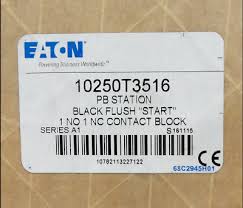 EATON
Powering Business Worldwide
10250T3516
PB STATION
BLACK FLUSH "START"
1 NO 1 NC CONTACT BLOCK
SERIES A1
S161115
10782113227122
68C2945H01